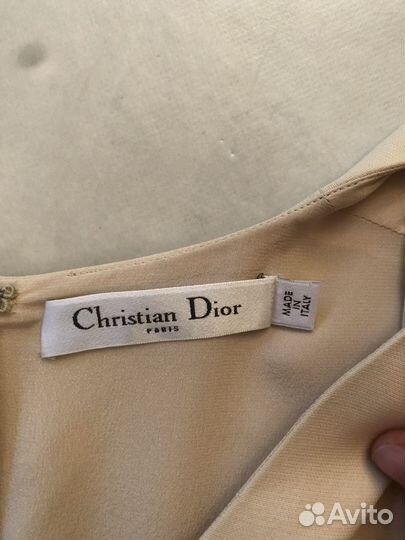 Christian Dior
PARIS
MADE
IN
ITALY
Avito